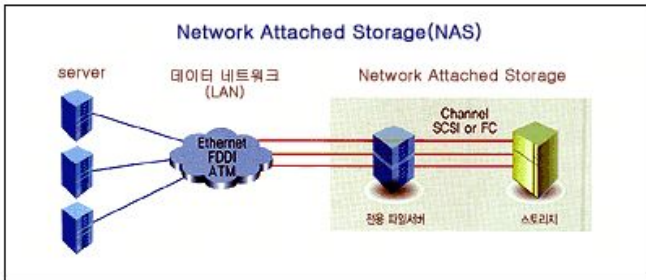 Network Attached Storage(NAS)
server
데이터 네트워크
(LAN)
Network Attached Storage
Ethernet
FDDI
ATM
Channel
SCSI or FC
전용 파일서버
스토리지